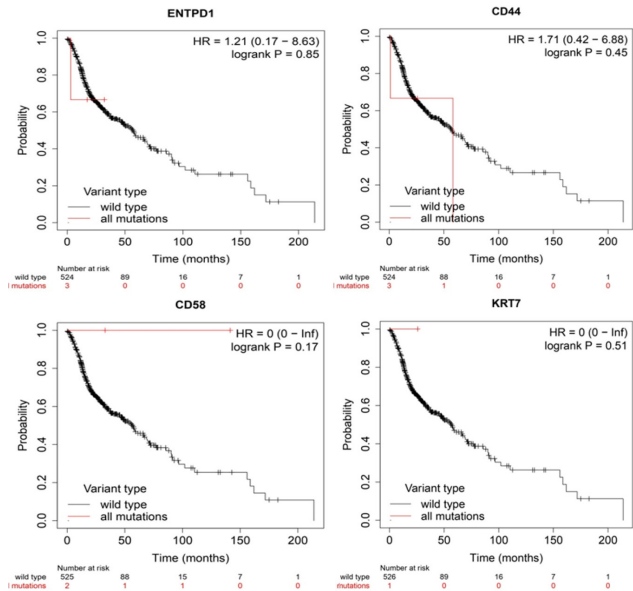 ENTPD1
HR = 1.21 (0.17 − 8.63)
logrank P = 0.85
Probability
1.0
0.8
0.6
0.4
0.2
0.0
Variant type
wild type
all mutations
0 50 100 150 200
Time (months)
Number at risk
wild type 524 89 16 7 1
l mutations 3 0 0 0 0
CD44
HR = 1.71 (0.42 − 6.88)
logrank P = 0.45
Probability
1.0
0.8
0.6
0.4
0.2
0.0
Variant type
wild type
all mutations
0 50 100 150 200
Time (months)
Number at risk
wild type 524 88 16 7 1
l mutations 3 1 0 0 0
CD58
HR = 0 (0 − Inf)
logrank P = 0.17
Probability
1.0
0.8
0.6
0.4
0.2
0.0
Variant type
wild type
all mutations
0 50 100 150 200
Time (months)
Number at risk
wild type 525 88 15 7 1
mutations 2 1 1 0 0
KRT7
HR = 0 (0 − Inf)
logrank P = 0.51
Probability
1.0
0.8
0.6
0.4
0.2
0.0
Variant type
wild type
all mutations
0 50 100 150 200
Time (months)
Number at risk
wild type 526 89 16 7 1
mutations 1 0 0 0 0